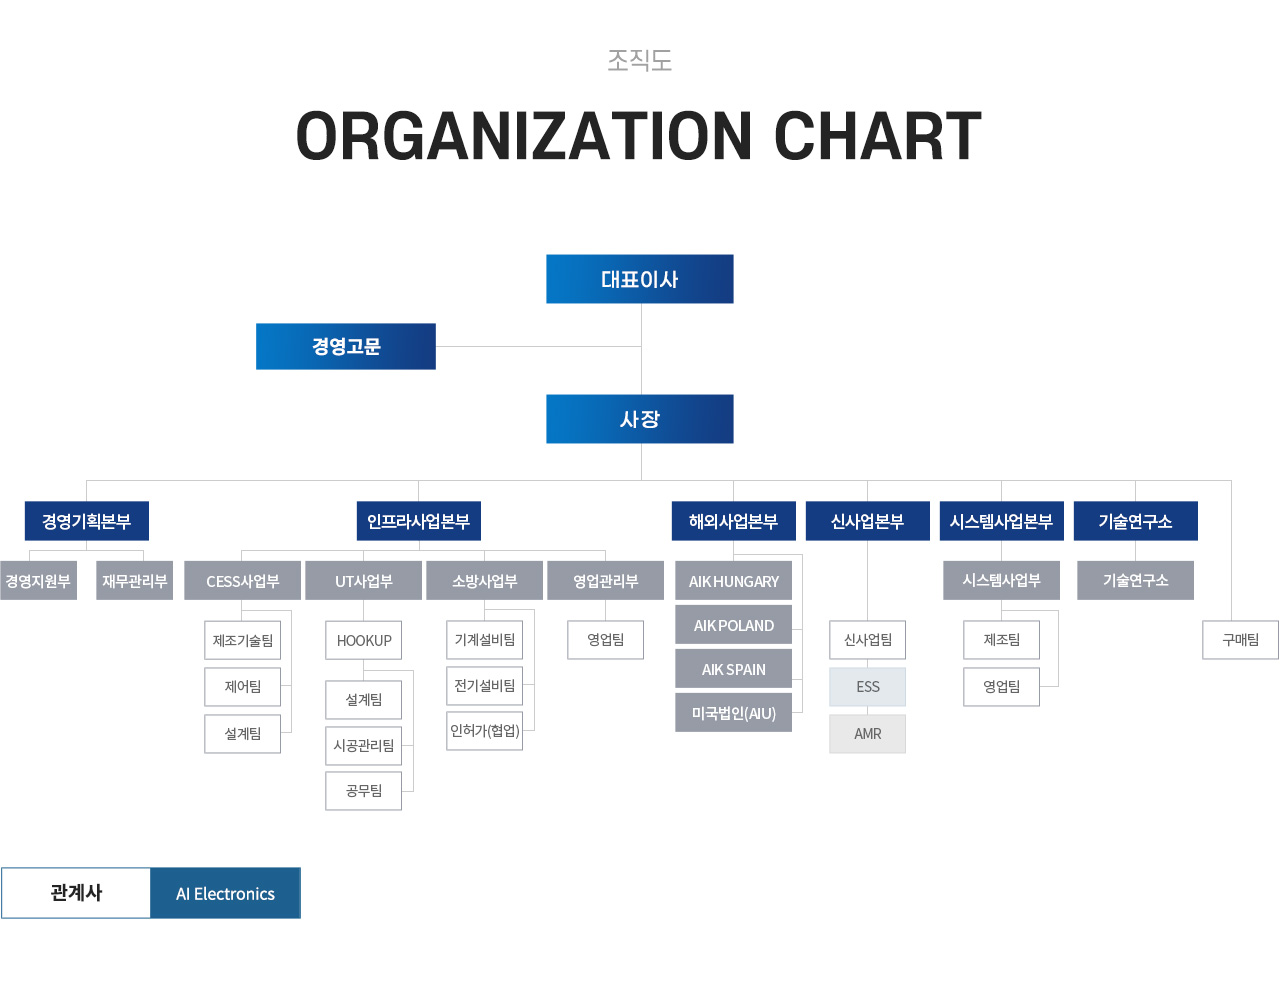 조직도
ORGANIZATION CHART
대표이사
경영고문
사장
경영기획본부
인프라사업본부
해외사업본부
신사업본부
시스템사업본부
기술연구소
경영지원부
재무관리부
CESS사업부
UT사업부
소방사업부
영업관리부
AIK HUNGARY
시스템사업부
기술연구소
AIK POLAND
제조기술팀
HOOKUP
기계설비팀
영업팀
신사업팀
제조팀
구매팀
AIK SPAIN
제어팀
설계팀
전기설비팀
ESS
영업팀
미국법인(AIU)
설계팀
시공관리팀
인허가(협업)
AMR
공무팀
관계사
AI Electronics